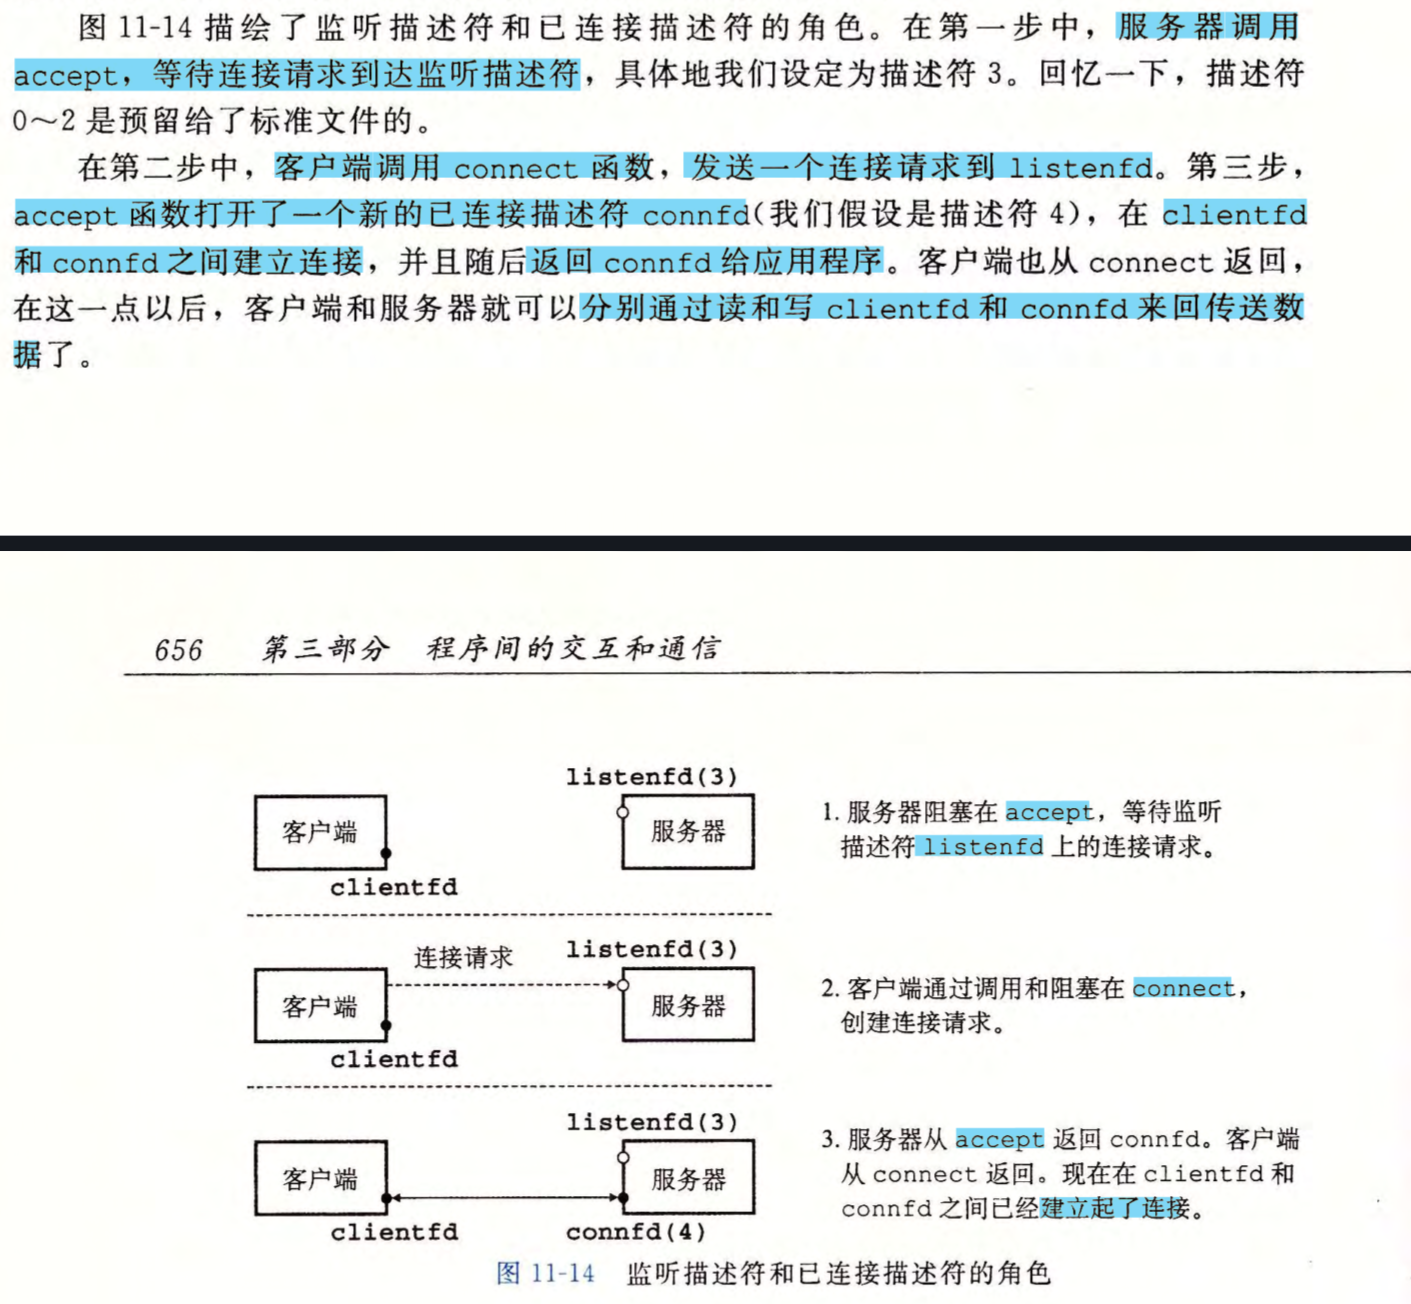 图 11-14 描绘了监听描述符和已连接描述符的角色。在第一步中，服务器调用
accept，等待连接请求到达监听描述符，具体地我们设定为描述符 3。回忆一下，描述符
0～2 是预留给了标准文件的。
在第二步中，客户端调用 connect 函数，发送一个连接请求到 listenfd。第三步，
accept 函数打开了一个新的已连接描述符 connfd(我们假设是描述符 4)，在 clientfd
和 connfd 之间建立连接，并且随后返回 connfd 给应用程序。客户端也从 connect 返回，
在这一点以后，客户端和服务器就可以分别通过读和写 clientfd 和 connfd 来回传送数
据了。
656 第三部分 程序间的交互和通信
listenfd(3)
客户端
服务器
clientfd
1. 服务器阻塞在 accept，等待监听
描述符 listenfd 上的连接请求。
连接请求
listenfd(3)
客户端
服务器
clientfd
2. 客户端通过调用和阻塞在 connect，
创建连接请求。
listenfd(3)
客户端
服务器
clientfd
connfd(4)
3. 服务器从 accept 返回 connfd。客户端
从 connect 返回。现在在 clientfd 和
connfd 之间已经建立起了连接。
图 11-14 监听描述符和已连接描述符的角色